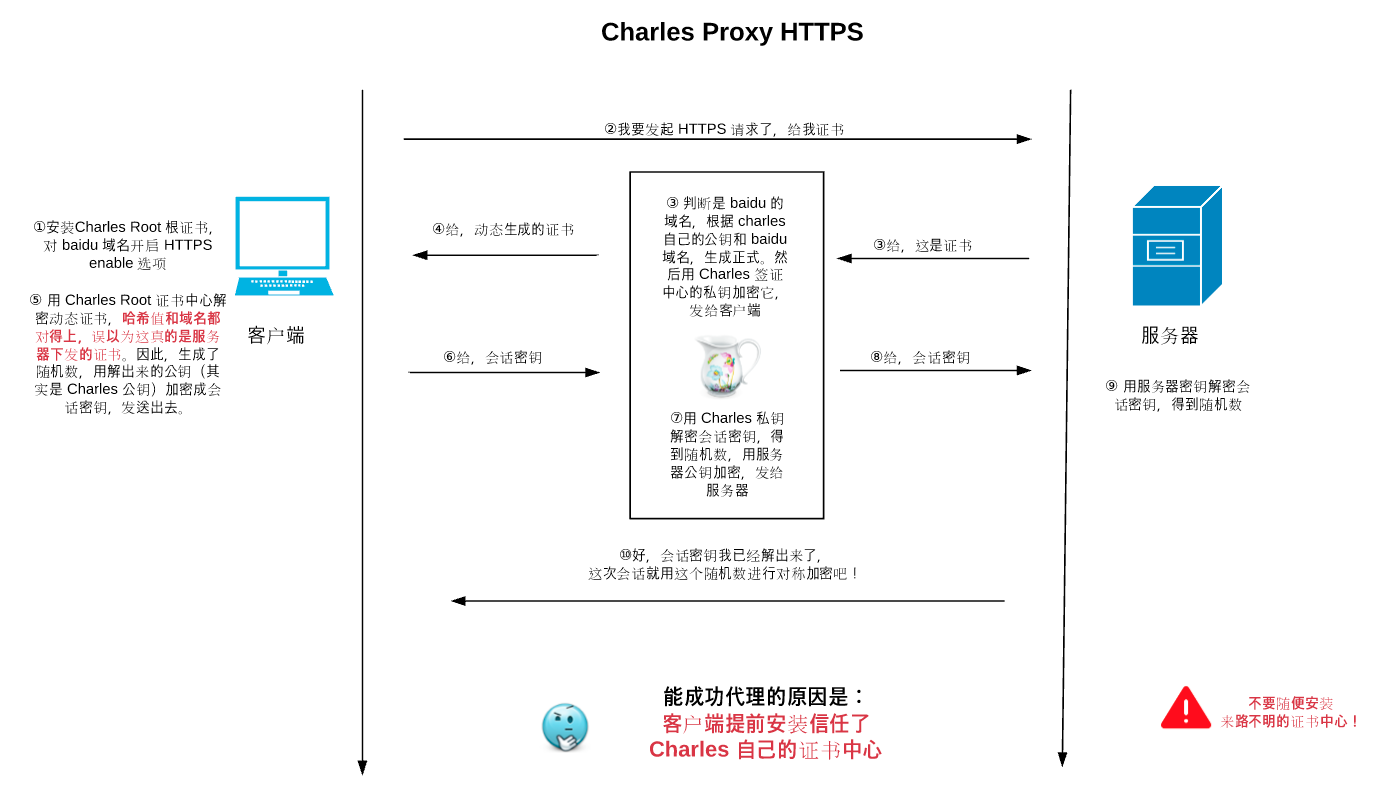 Charles Proxy HTTPS
②我要发起 HTTPS 请求了，给我证书
①安装Charles Root 根证书，
对 baidu 域名开启 HTTPS
enable 选项
⑤ 用 Charles Root 证书中心解
密动态证书，哈希值和域名都
对得上，误以为这真的是服务
器下发的证书。因此，生成了
随机数，用解出来的公钥（其
实是 Charles 公钥）加密成会
话密钥，发送出去。
客户端
④给，动态生成的证书
⑥给，会话密钥
③ 判断是 baidu 的
域名，根据 charles
自己的公钥和 baidu
域名，生成正式。然
后用 Charles 签证
中心的私钥加密它，
发给客户端
⑦用 Charles 私钥
解密会话密钥，得
到随机数，用服务
器公钥加密，发给
服务器
③给，这是证书
⑧给，会话密钥
服务器
⑨ 用服务器密钥解密会
话密钥，得到随机数
⑩好，会话密钥我已经解出来了，
这次会话就用这个随机数进行对称加密吧！
能成功代理的原因是：
客户端提前安装信任了
Charles 自己的证书中心
不要随便安装
来路不明的证书中心！